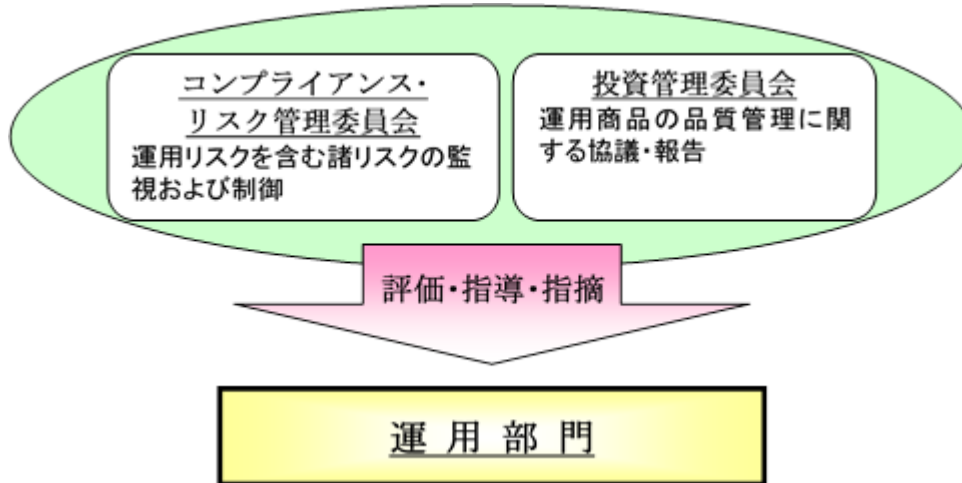 コンプライアンス・
リスク管理委員会
運用リスクを含む諸リスクの監
視および制御
投資管理委員会
運用商品の品質管理に関
する協議・報告
評価・指導・指摘
運用部門